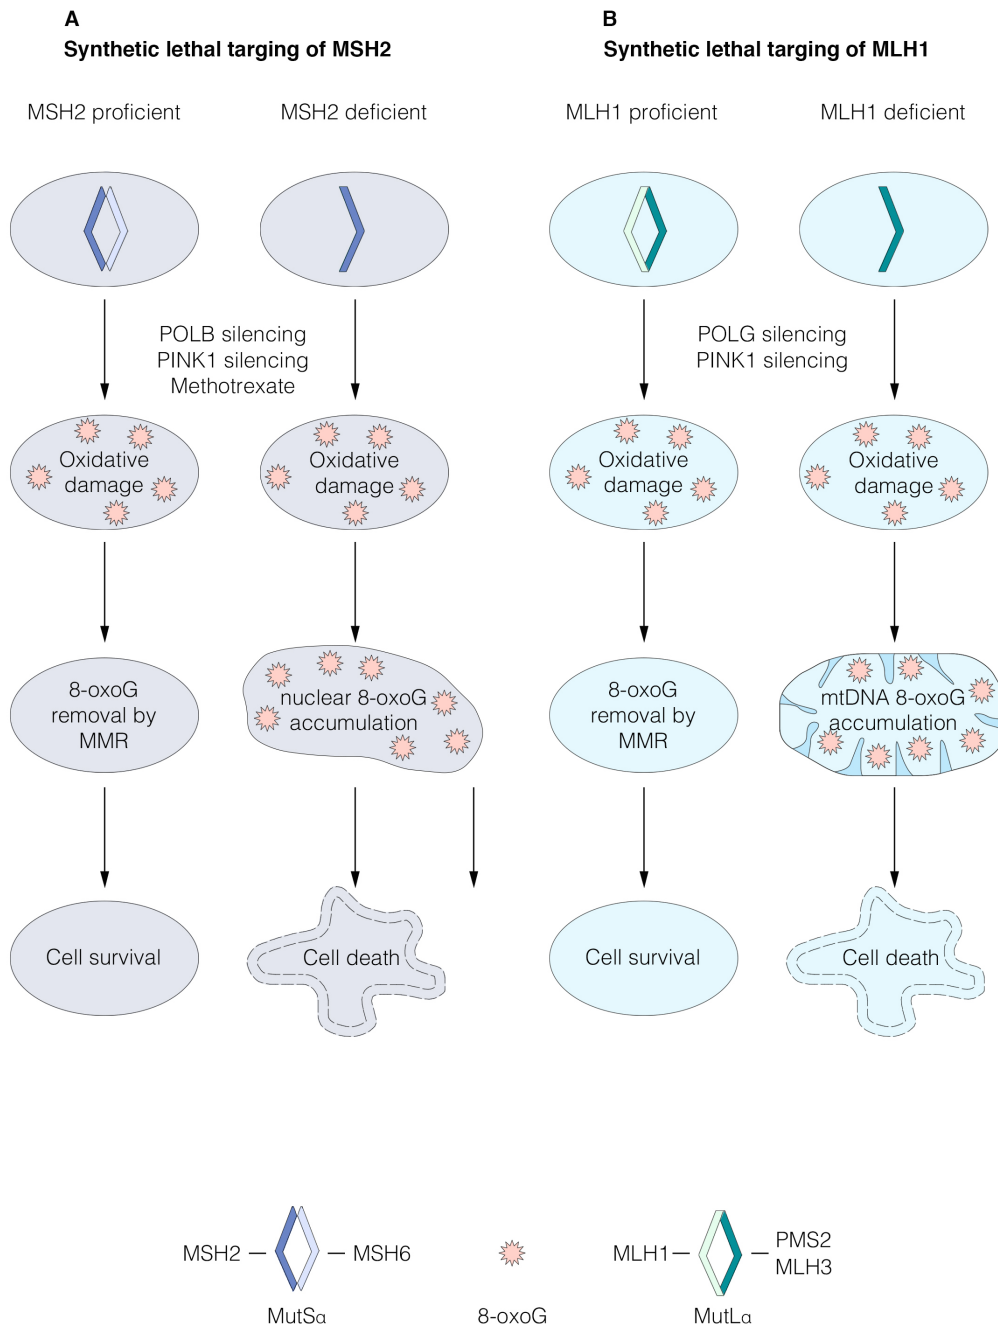 A
Synthetic lethal targing of MSH2
MSH2 proficient
MSH2 deficient
POLB silencing
PINK1 silencing
Methotrexate
Oxidative
damage
Oxidative
damage
8-oxoG
removal by
MMR
nuclear 8-oxoG
accumulation
Cell survival
Cell death
B
Synthetic lethal targing of MLH1
MLH1 proficient
MLH1 deficient
POLG silencing
PINK1 silencing
Oxidative
damage
Oxidative
damage
8-oxoG
removal by
MMR
mtDNA 8-oxoG
accumulation
Cell survival
Cell death
MSH2
MSH6
MutSα
8-oxoG
MLH1
PMS2
MLH3
MutLα